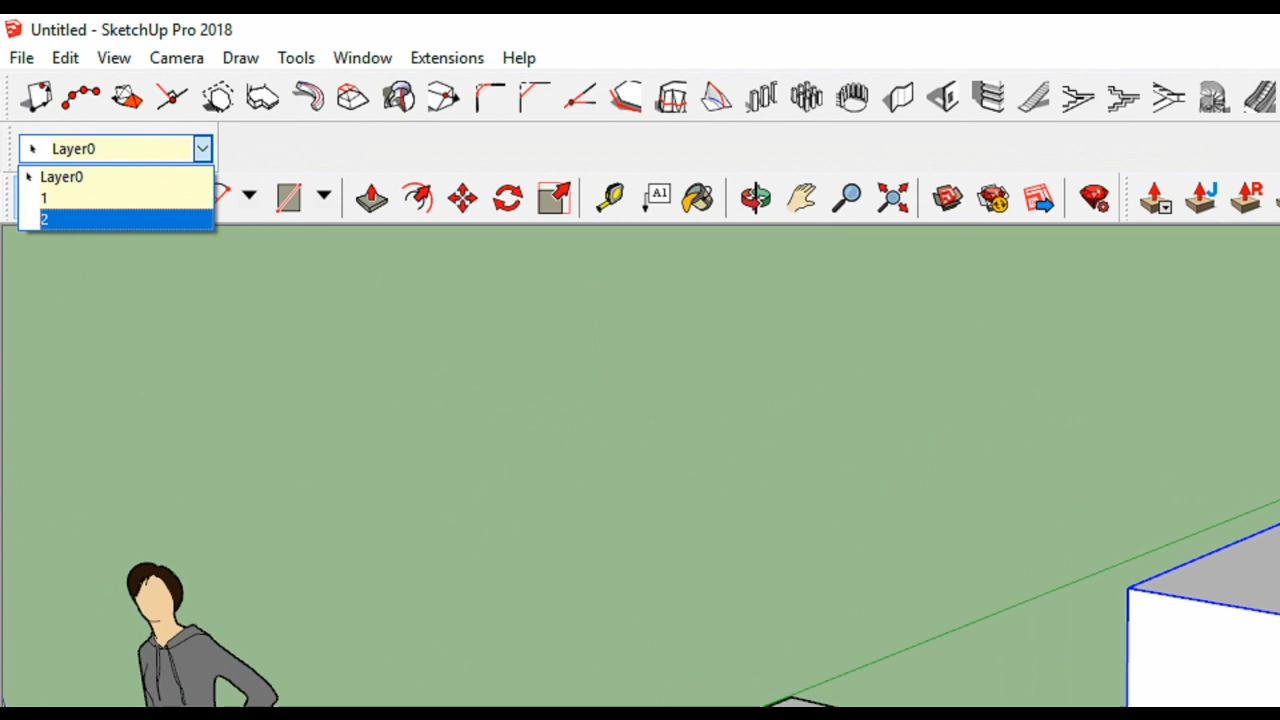 Untitled - SketchUp Pro 2018
File Edit View Camera Draw Tools Window Extensions Help
Layer0
Layer0
1
2
A1
J
R